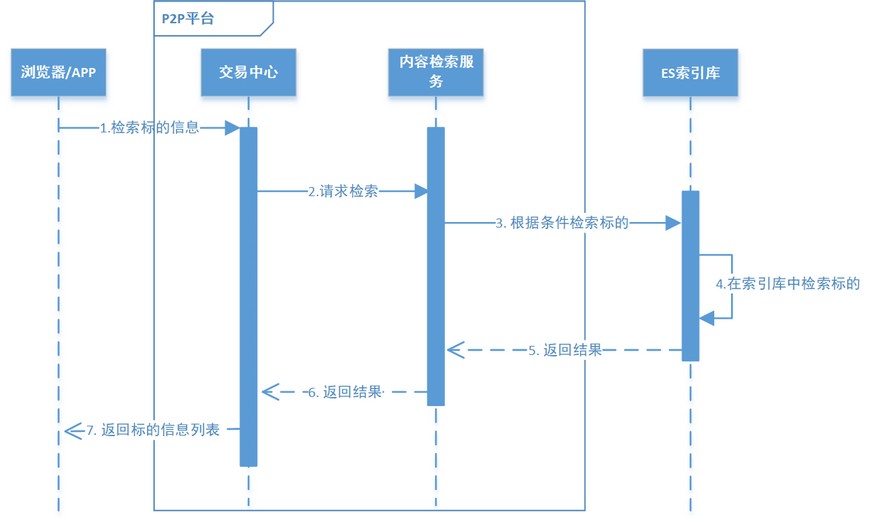 P2P平台
浏览器/APP
交易中心
内容检索服
务
ES索引库
1.检索标的信息
2.请求检索
3. 根据条件检索标的
4.在索引库中检索标的
5. 返回结果
6. 返回结果
7. 返回标的信息列表